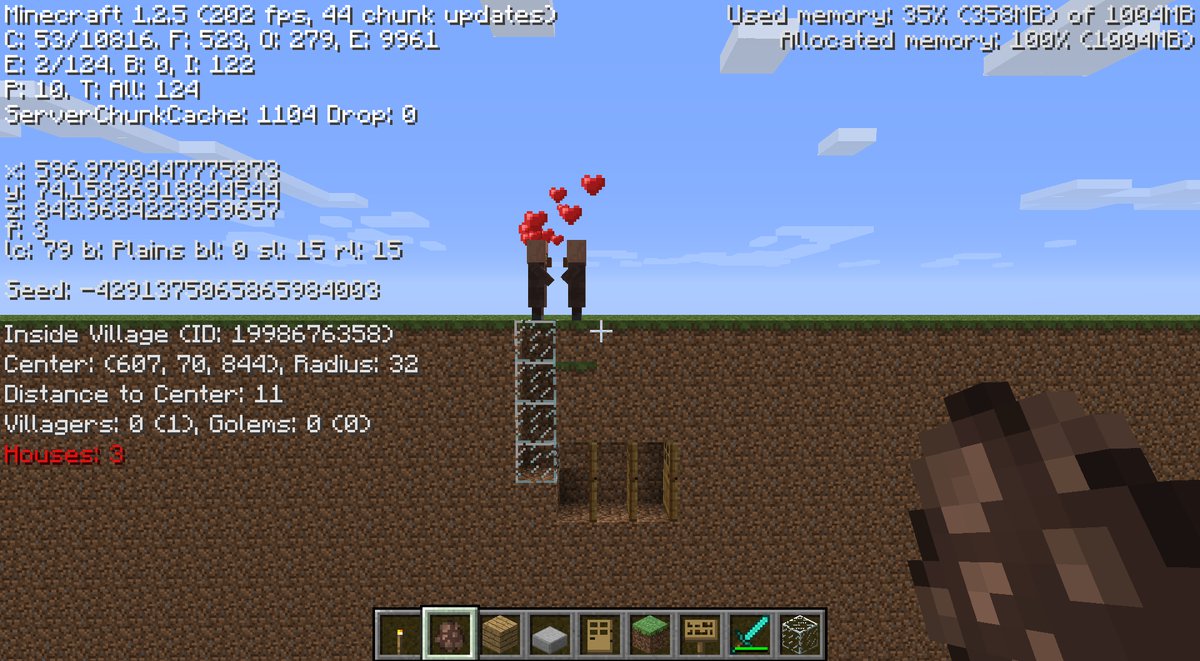 Minecraft 1.2.5 (202 fps, 44 chunk updates)
C: 53/10816. F: 523, O: 279, E: 9961
E: 2/124. B: 0, I: 122
P: 10. T: All: 124
ServerChunkCache: 1104 Drop: 0
Used memory: 35% (358MB) of 1004MB
Allocated memory: 100% (1004MB)
x: 596.9790447775873
y: 74.15826918844544
z: 843.9684223959657
f: 3
lc: 79 b: Plains bl: 0 sl: 15 rl: 15
Seed: -4291375065865984003
Inside Village (ID: 1998676358)
Center: (607, 70, 844), Radius: 32
Distance to Center: 11
Villagers: 0 (1), Golems: 0 (0)
Houses: 3